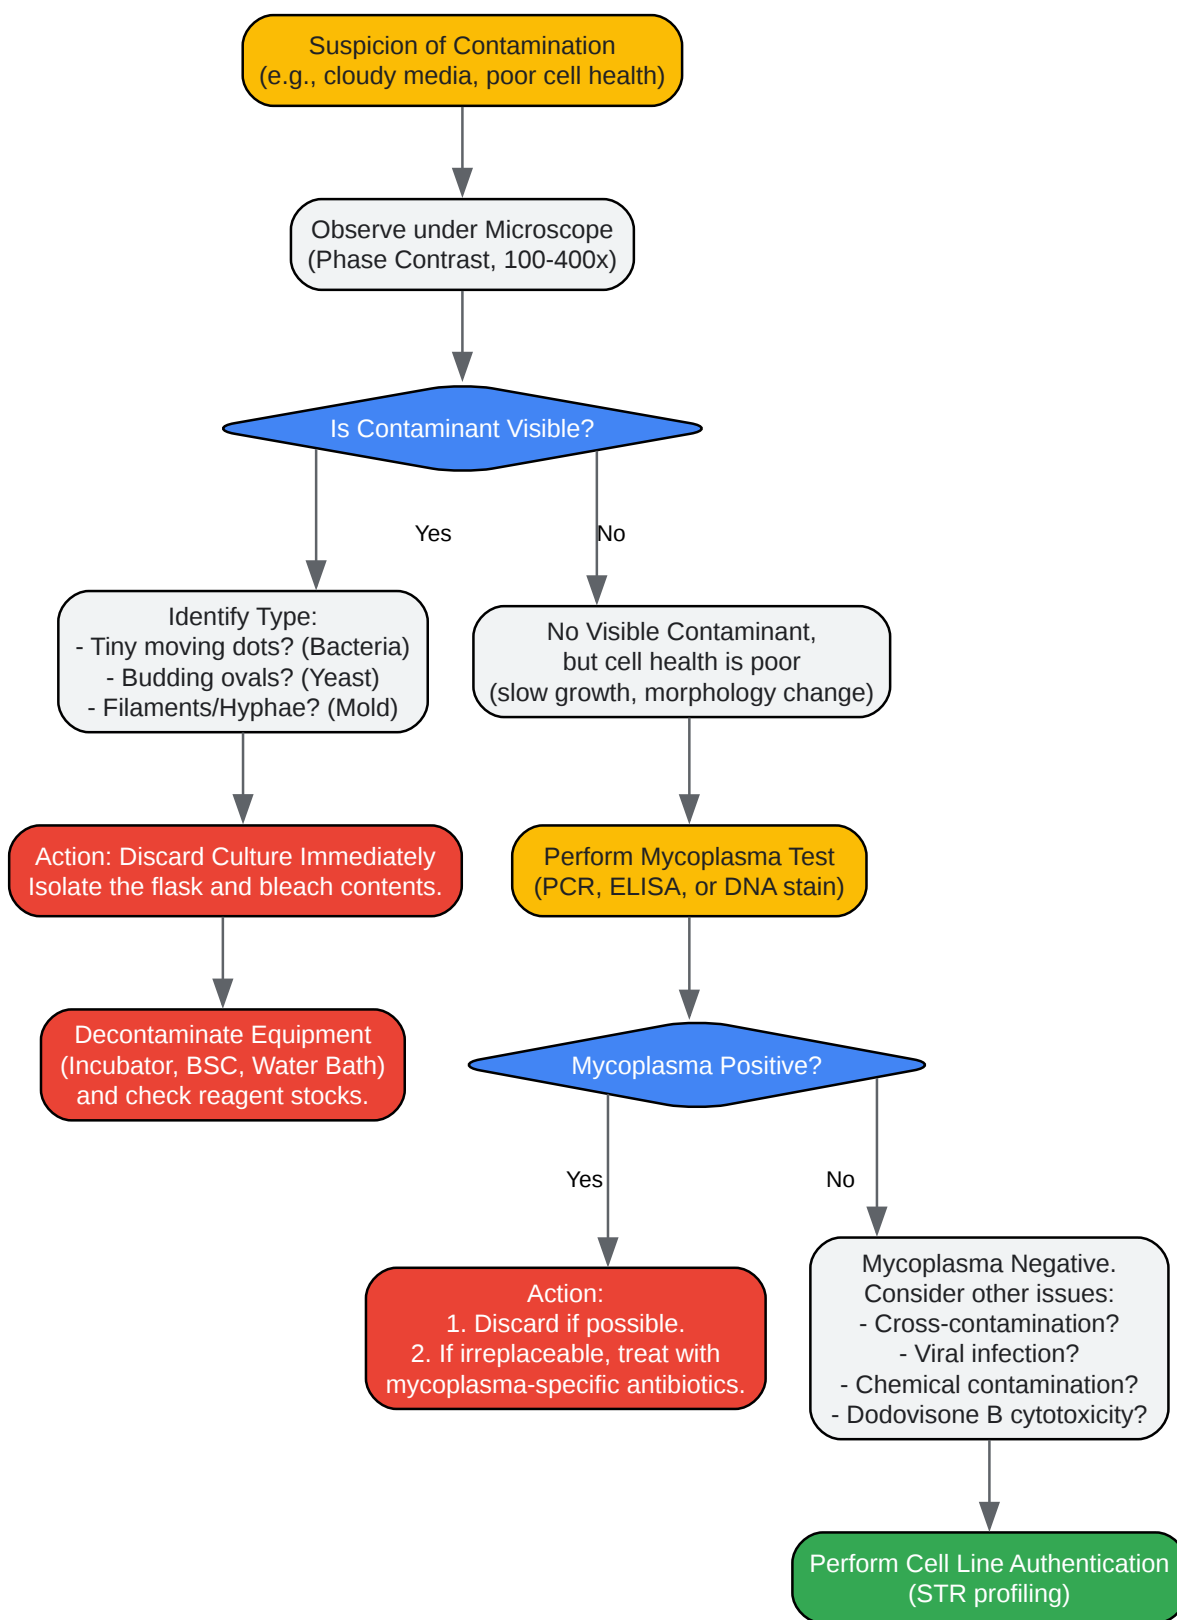 Suspicion of Contamination
(e.g., cloudy media, poor cell health)
Observe under Microscope
(Phase Contrast, 100-400x)
Is Contaminant Visible?
Yes
No
Identify Type:
- Tiny moving dots? (Bacteria)
- Budding ovals? (Yeast)
- Filaments/Hyphae? (Mold)
No Visible Contaminant,
but cell health is poor
(slow growth, morphology change)
Action: Discard Culture Immediately
Isolate the flask and bleach contents.
Perform Mycoplasma Test
(PCR, ELISA, or DNA stain)
Decontaminate Equipment
(Incubator, BSC, Water Bath)
and check reagent stocks.
Mycoplasma Positive?
Yes
No
Action:
1. Discard if possible.
2. If irreplaceable, treat with
mycoplasma-specific antibiotics.
Mycoplasma Negative.
Consider other issues:
- Cross-contamination?
- Viral infection?
- Chemical contamination?
- Dodovisone B cytotoxicity?
Perform Cell Line Authentication
(STR profiling)